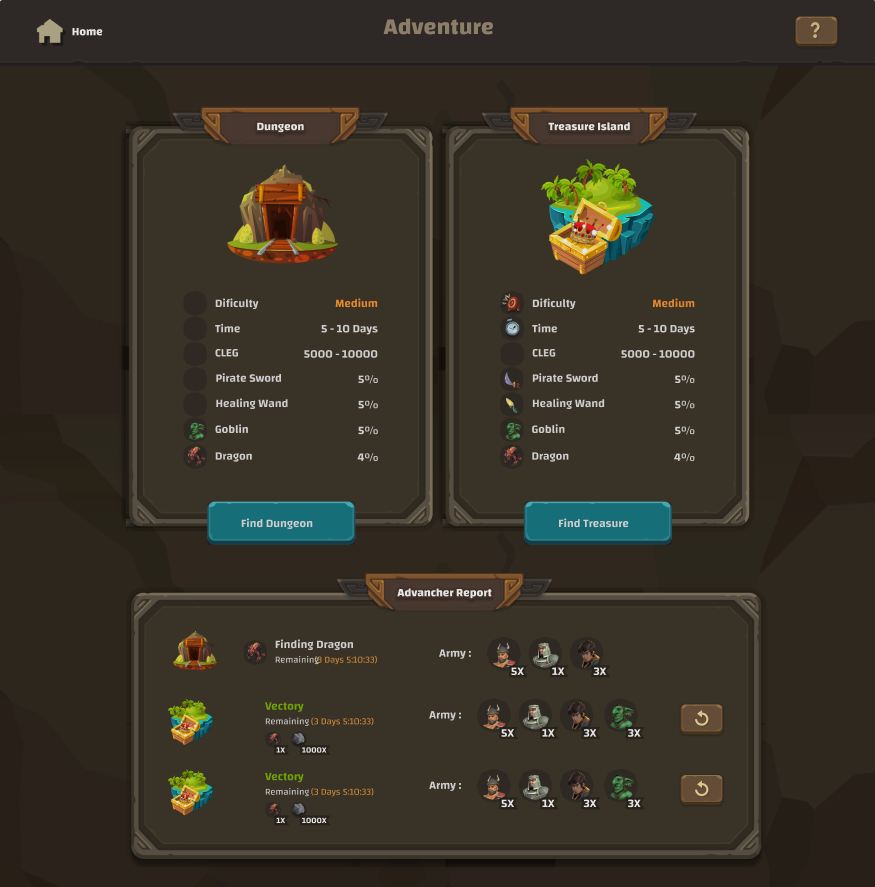 Home
Adventure
?
Dungeon
Dificulty Medium
Time 5 - 10 Days
CLEG 5000 - 10000
Pirate Sword 5%
Healing Wand 5%
Goblin 5%
Dragon 4%
Find Dungeon
Treasure Island
Dificulty Medium
Time 5 - 10 Days
CLEG 5000 - 10000
Pirate Sword 5%
Healing Wand 5%
Goblin 5%
Dragon 4%
Find Treasure
Advancher Report
Finding Dragon
Remaining(3 Days 5:10:33)
Army :
5X 1X 3X
Vectory
Remaining (3 Days 5:10:33)
1X 1000X
Army :
5X 1X 3X 3X
Vectory
Remaining (3 Days 5:10:33)
1X 1000X
Army :
5X 1X 3X 3X